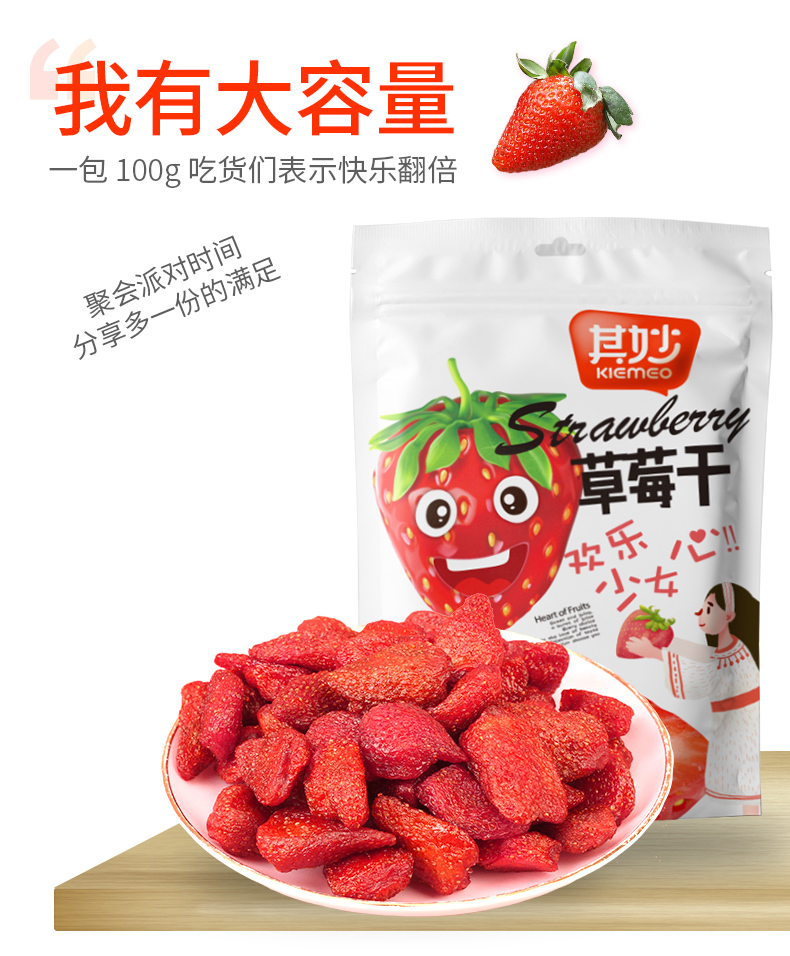 我有大容量
一包 100g 吃货们表示快乐翻倍
聚会派对时间
分享多一份的满足
其妙
KIEMEO
Strawberry
草莓干
欢乐
少女
心!!
Heart of Fruits